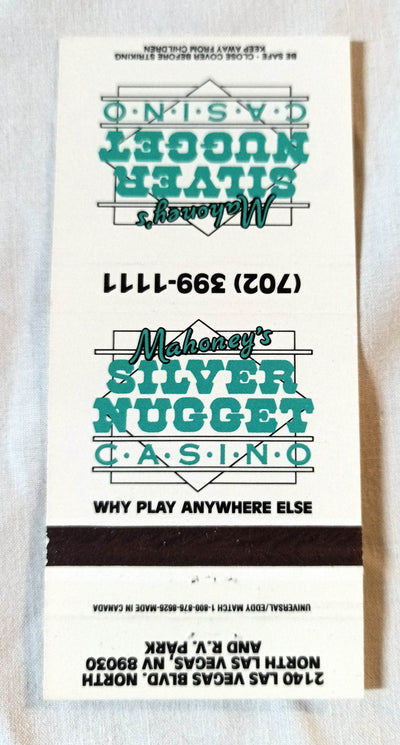 BE SAFE - CLOSE COVER BEFORE STRIKING
KEEP AWAY FROM CHILDREN
Mahoney's
SILVER
NUGGET
C·A·S·I·N·O
(702) 399-1111
Mahoney's
SILVER
NUGGET
C·A·S·I·N·O
WHY PLAY ANYWHERE ELSE
UNIVERSAL/EDDY MATCH 1-800-876-8626-MADE IN CANADA
2140 LAS VEGAS BLVD. NORTH
NORTH LAS VEGAS, NV 89030
AND R.V. PARK